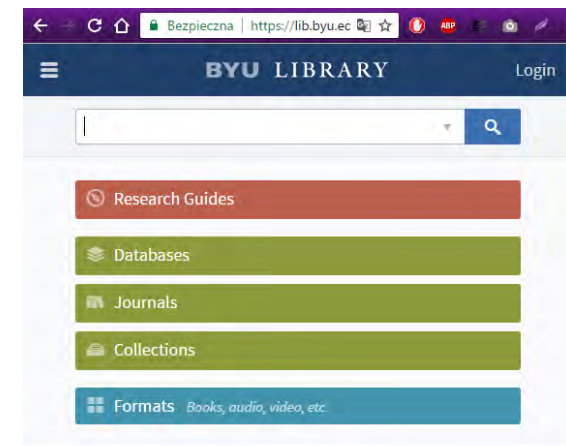 Bezpieczna | https://lib.byu.ec
ABP
BYU LIBRARY
Login
Research Guides
Databases
Journals
Collections
Formats Books, audio, video, etc.